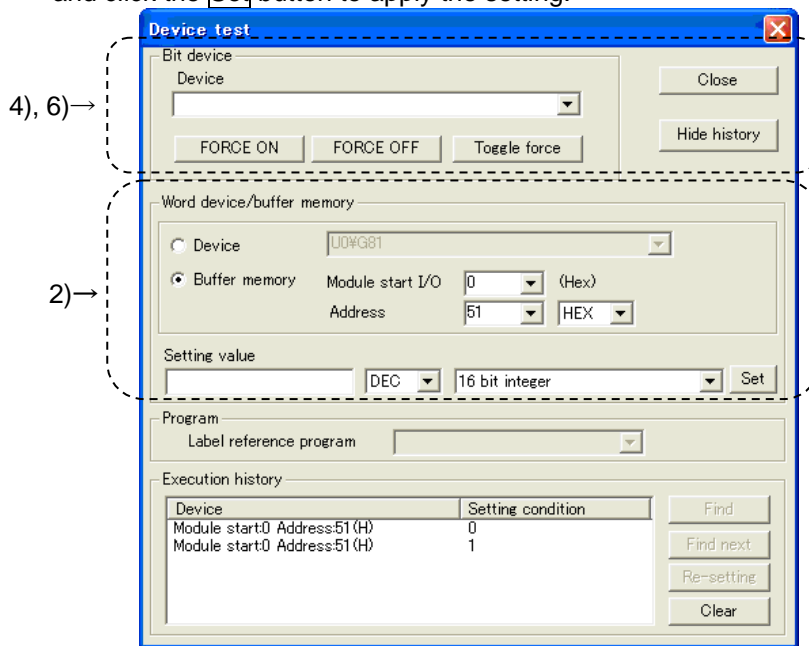 and click the Set button to apply the setting.
Device test
Bit device
Device
Close
4), 6)→
FORCE ON FORCE OFF Toggle force
Hide history
Word device/buffer memory
Device U0¥G81
2)→
Buffer memory Module start I/O 0 (Hex)
Address 51 HEX
Setting value
DEC 16 bit integer Set
Program
Label reference program
Execution history
Device Setting condition
Module start:0 Address:51(H) 0
Module start:0 Address:51(H) 1
Find
Find next
Re-setting
Clear